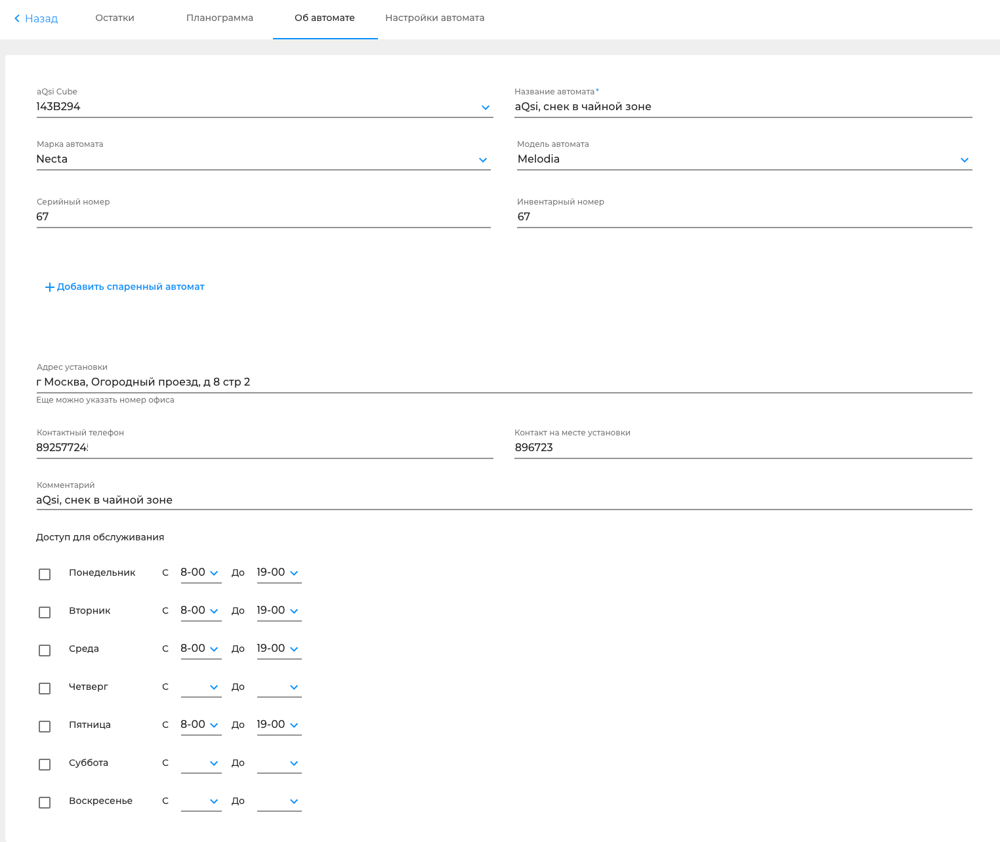 Назад Остатки Планограмма Об автомате Настройки автомата
aQsi Cube Название автомата*
143B294 aQsi, снек в чайной зоне
Марка автомата Модель автомата
Necta Melodia
Серийный номер Инвентарный номер
67 67
Добавить спаренный автомат
Адрес установки
г Москва, Огородный проезд, д 8 стр 2
Еще можно указать номер офиса
Контактный телефон Контакт на месте установки
89257724 896723
Комментарий
aQsi, снек в чайной зоне
Доступ для обслуживания
Понедельник С 8-00 До 19-00
Вторник С 8-00 До 19-00
Среда С 8-00 До 19-00
Четверг С До
Пятница С 8-00 До 19-00
Суббота С До
Воскресенье С До